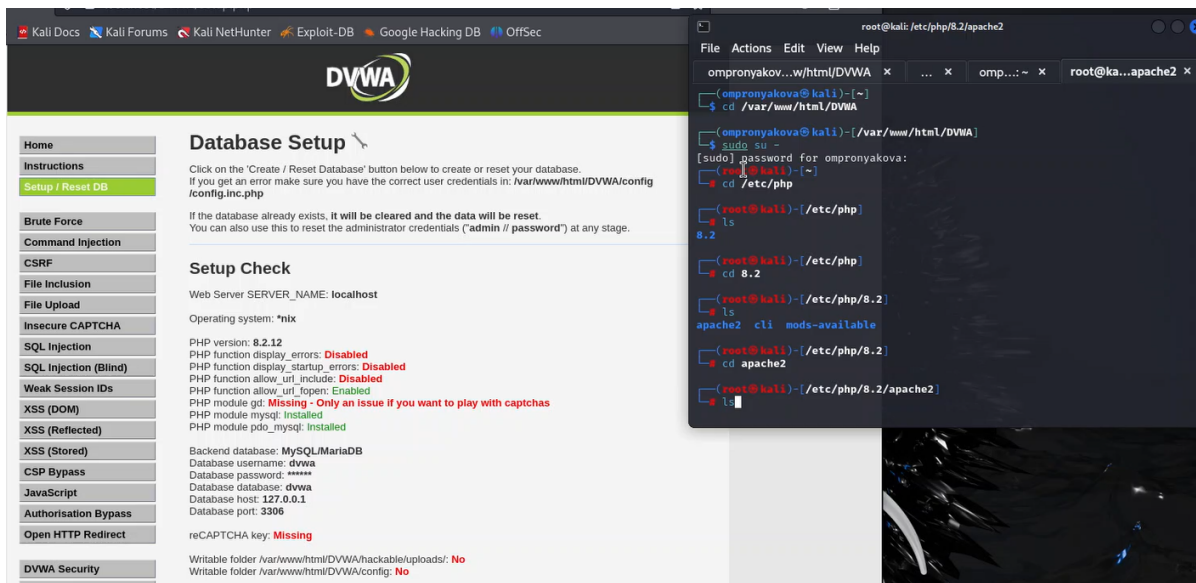 Kali Docs Kali Forums Kali NetHunter Exploit-DB Google Hacking DB OffSec
DVWA
Home
Instructions
Setup / Reset DB
Brute Force
Command Injection
CSRF
File Inclusion
File Upload
Insecure CAPTCHA
SQL Injection
SQL Injection (Blind)
Weak Session IDs
XSS (DOM)
XSS (Reflected)
XSS (Stored)
CSP Bypass
JavaScript
Authorisation Bypass
Open HTTP Redirect
DVWA Security
Database Setup
Click on the 'Create / Reset Database' button below to create or reset your database.
If you get an error make sure you have the correct user credentials in: /var/www/html/DVWA/config
/config.inc.php
If the database already exists, it will be cleared and the data will be reset.
You can also use this to reset the administrator credentials ("admin // password") at any stage.
Setup Check
Web Server SERVER_NAME: localhost
Operating system: *nix
PHP version: 8.2.12
PHP function display_errors: Disabled
PHP function display_startup_errors: Disabled
PHP function allow_url_include: Disabled
PHP function allow_url_fopen: Enabled
PHP module gd: Missing - Only an issue if you want to play with captchas
PHP module mysql: Installed
PHP module pdo_mysql: Installed
Backend database: MySQL/MariaDB
Database username: dvwa
Database password: ******
Database database: dvwa
Database host: 127.0.0.1
Database port: 3306
reCAPTCHA key: Missing
Writable folder /var/www/html/DVWA/hackable/uploads/: No
Writable folder /var/www/html/DVWA/config: No
root@kali: /etc/php/8.2/apache2
File Actions Edit View Help
ompronyakov...w/html/DVWA × ... × omp...: ~ × root@ka...apache2 ×
(ompronyakova㉿kali)-[~]
$ cd /var/www/html/DVWA
(ompronyakova㉿kali)-[/var/www/html/DVWA]
$ sudo su -
[sudo] password for ompronyakova:
(root㉿kali)-[~]
# cd /etc/php
(root㉿kali)-[/etc/php]
# ls
8.2
(root㉿kali)-[/etc/php]
# cd 8.2
(root㉿kali)-[/etc/php/8.2]
# ls
apache2 cli mods-available
(root㉿kali)-[/etc/php/8.2]
# cd apache2
(root㉿kali)-[/etc/php/8.2/apache2]
# ls